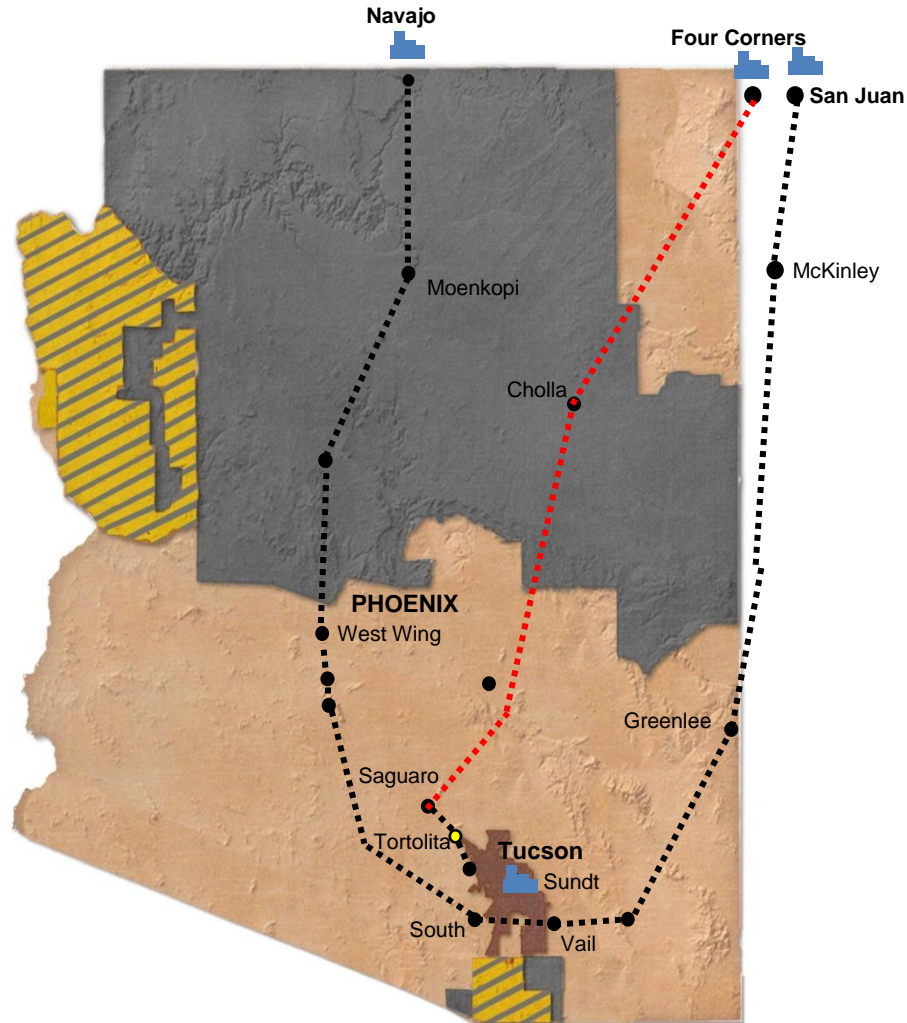 Navajo
Four Corners
San Juan
McKinley
Moenkopi
Cholla
PHOENIX
West Wing
Greenlee
Saguaro
Tortolita
Tucson
Sundt
South
Vail